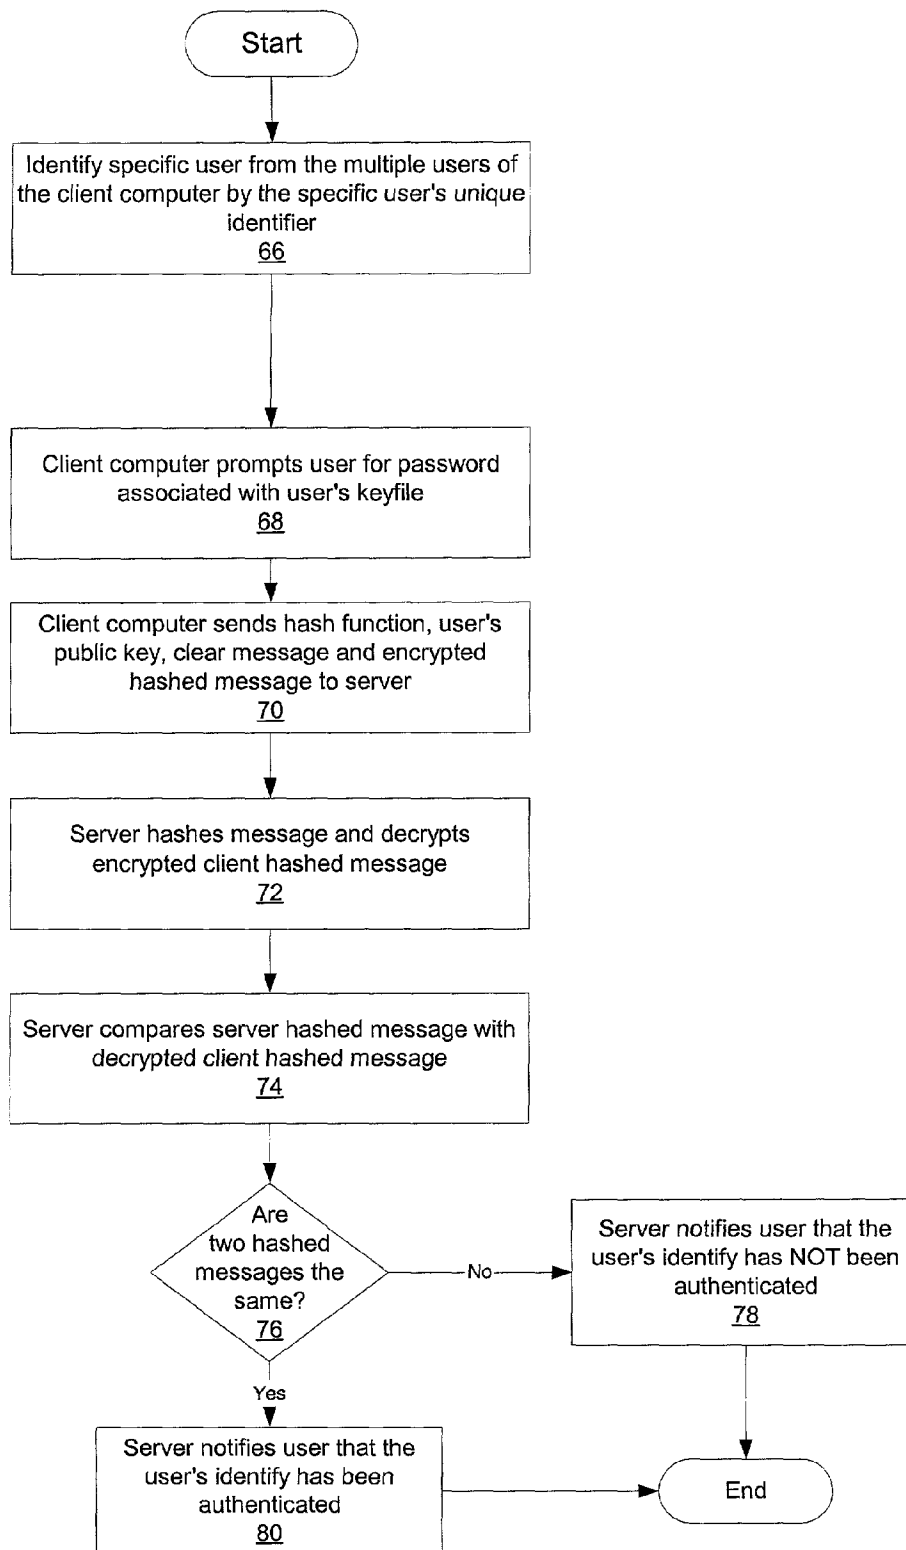 Start
Identify specific user from the multiple users of
the client computer by the specific user's unique
identifier
66
Client computer prompts user for password
associated with user's keyfile
68
Client computer sends hash function, user's
public key, clear message and encrypted
hashed message to server
70
Server hashes message and decrypts
encrypted client hashed message
72
Server compares server hashed message with
decrypted client hashed message
74
Are
two hashed
messages the
same?
76
No
Server notifies user that the
user's identify has NOT been
authenticated
78
Yes
Server notifies user that the
user's identify has been
authenticated
80
End